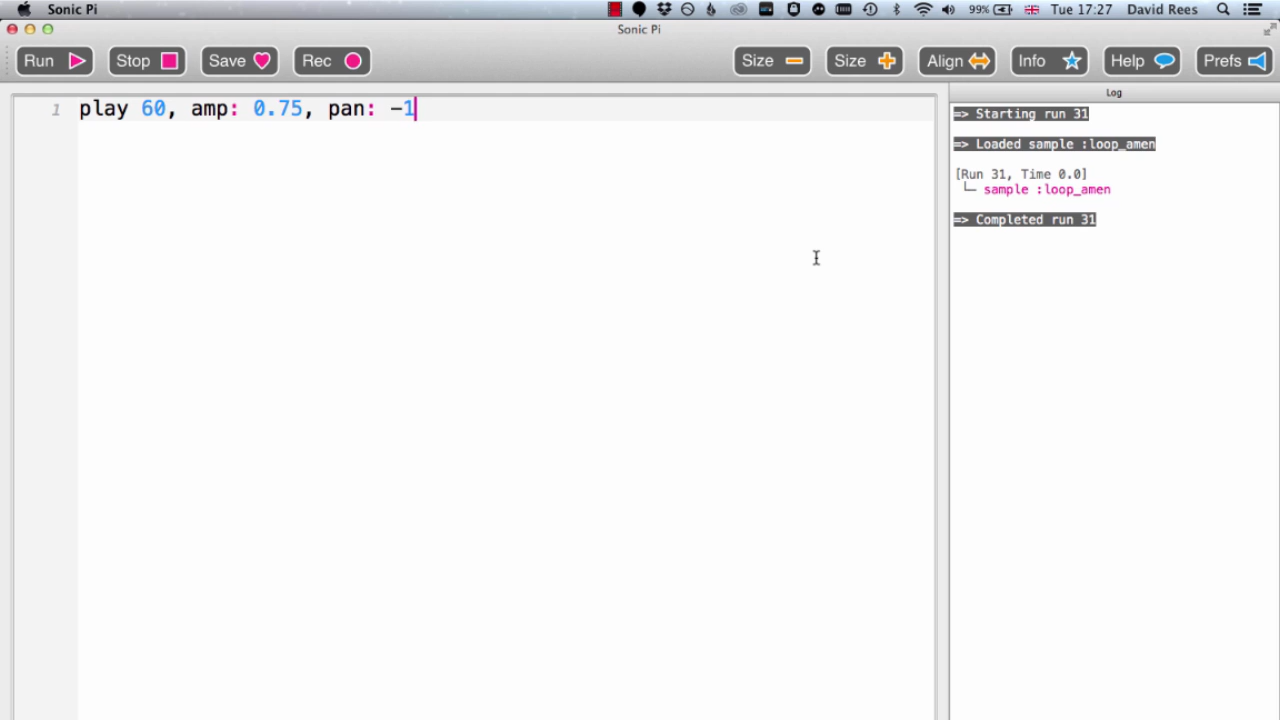 Sonic Pi
99%
Tue 17:27
David Rees
Sonic Pi
Run
Stop
Save
Rec
Size
Size
Align
Info
Help
Prefs
1 play 60, amp: 0.75, pan: -1
Log
=> Starting run 31
=> Loaded sample :loop_amen
[Run 31, Time 0.0]
└─ sample :loop_amen
=> Completed run 31